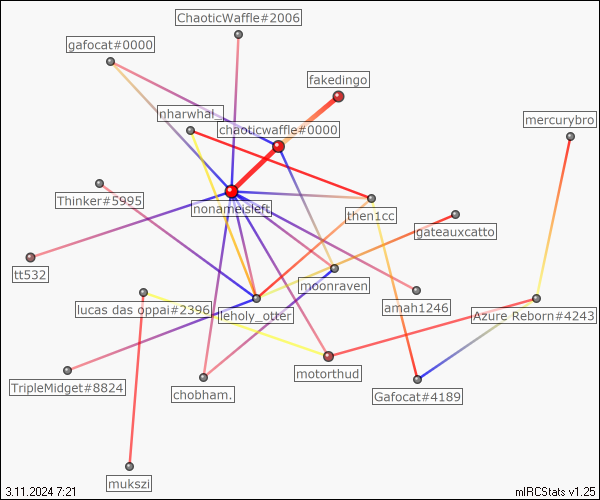 ChaoticWaffle#2006
gafocat#0000
fakedingo
nharwhal_
mercurybro
chaoticwaffle#0000
Thinker#5995
nonameisleft
then1cc
gateauxcatto
tt532
moonraven
lucas das oppai#2396
leholy_otter
amah1246
Azure Reborn#4243
motorthud
TripleMidget#8824
chobham.
Gafocat#4189
mukszi
3.11.2024 7:21
mIRCStats v1.25